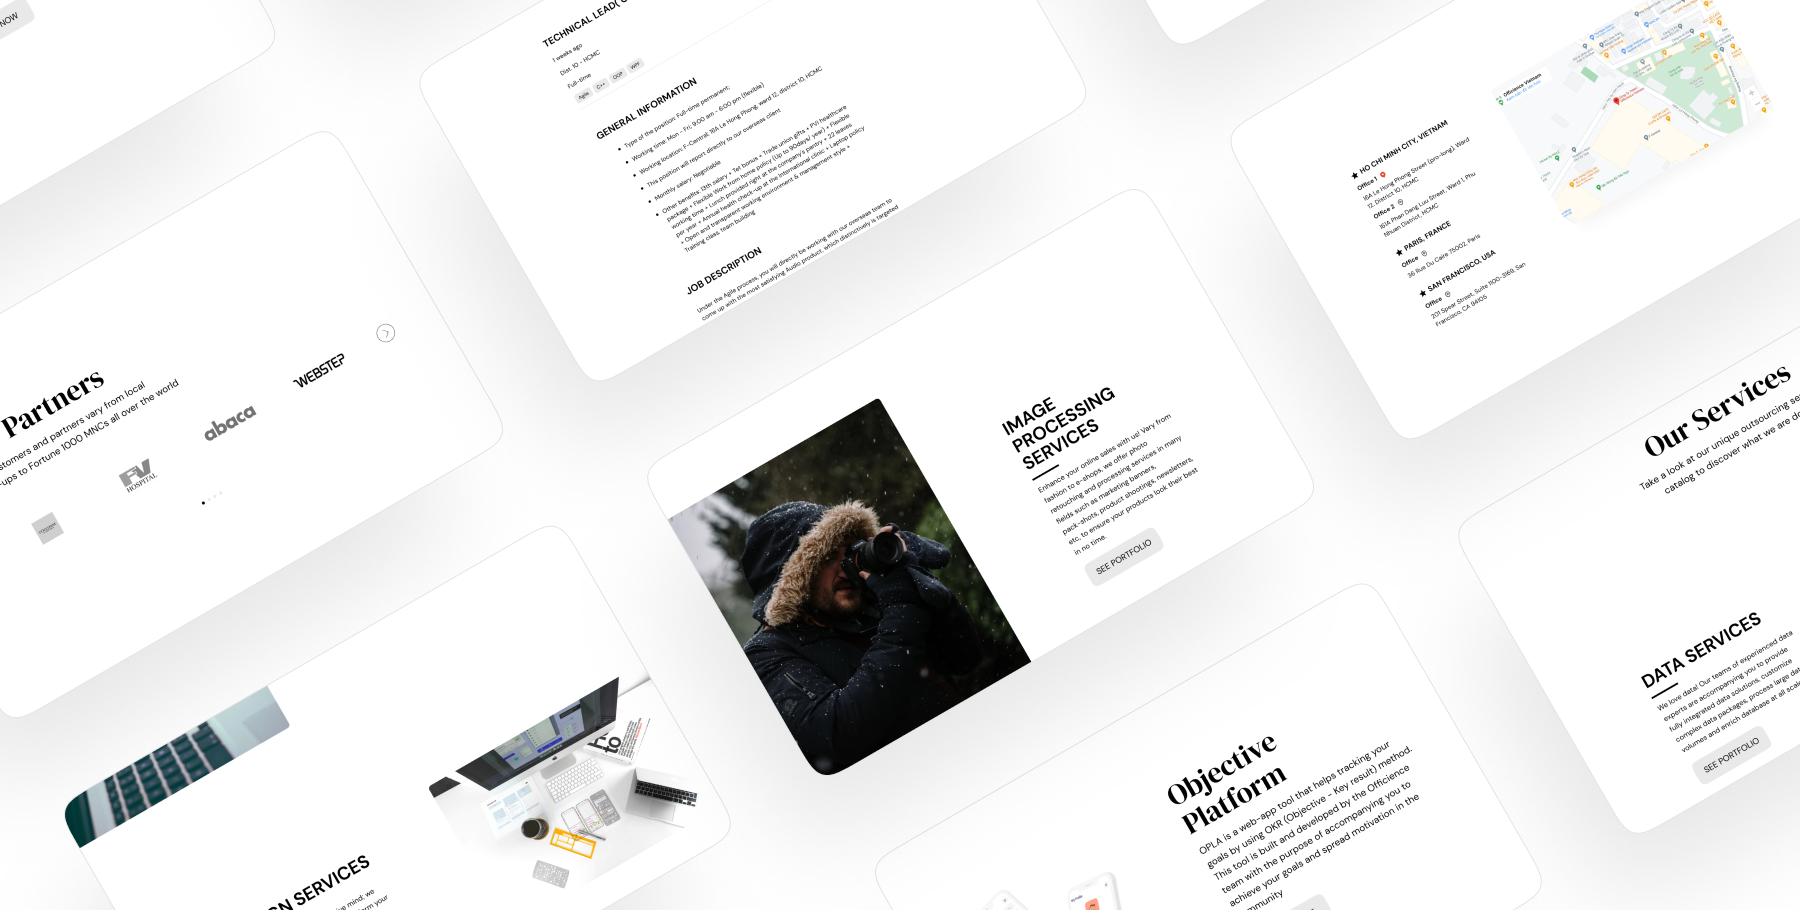 NOW
Partners
stomers and partners vary from local
-ups to Fortune 1000 MNCs all over the world
WEBSTEP
abaca
FV
HOSPITAL
TECHNICAL LEAD(
1 weeks ago
Dist. 10 - HCMC
Full-time
Agile
C++
OOP
WPF
GENERAL INFORMATION
Type of the position: Full-time permanent;
Working time: Mon - Fri; 9:00 am - 6:00 pm (flexible)
Working location: F-Central, 16A Le Hong Phong, ward 12, district 10, HCMC
This position will report directly to our overseas client
Monthly salary: Negotiable
Other benefits: 13th salary + Tet bonus + Trade union gifts + PVI healthcare
package + Flexible Work from home policy (Up to 90days/ year) + Flexible
working time + Lunch provided right at the company's pantry + 22 leaves
per year + Annual health check-up at the international clinic + Laptop policy
+ Open and transparent working environment & management style +
Training class, team building
JOB DESCRIPTION
Under the Agile process, you will directly be working with our overseas team to
come up with the most satisfying Audio product, which distinctively is targeted
HO CHI MINH CITY, VIETNAM
Office 1
16A Le Hong Phong Street (pro-long), Ward
12, District 10, HCMC
Office 2
161A Phan Dang Luu Street, Ward 1, Phu
Nhuan District, HCMC
PARIS, FRANCE
Office
36 Rue Du Caire 75002, Paris
SAN FRANCISCO, USA
Office
201 Spear Street, Suite 1100-3169, San
Francisco, CA 94105
Officience Vietnam
IMAGE
PROCESSING
SERVICES
Enhance your online sales with us! Vary from
fashion to e-shops, we offer photo
retouching and processing services in many
fields such as marketing banners,
pack-shots, product shootings, newsletters,
etc, to ensure your products look their best
in no time.
SEE PORTFOLIO
Our Services
Take a look at our unique outsourcing se
catalog to discover what we are do
DATA SERVICES
We love data! Our teams of experienced data
experts are accompanying you to provide
fully integrated data solutions, customize
complex data packages, process large dat
volumes and enrich database at all scale
SEE PORTFOLIO
N SERVICES
ve mind; we
form your
to
Objective
Platform
OPLA is a web-app tool that helps tracking your
goals by using OKR (Objective - Key result) method.
This tool is built and developed by the Officience
team with the purpose of accompanying you to
achieve your goals and spread motivation in the
mmunity